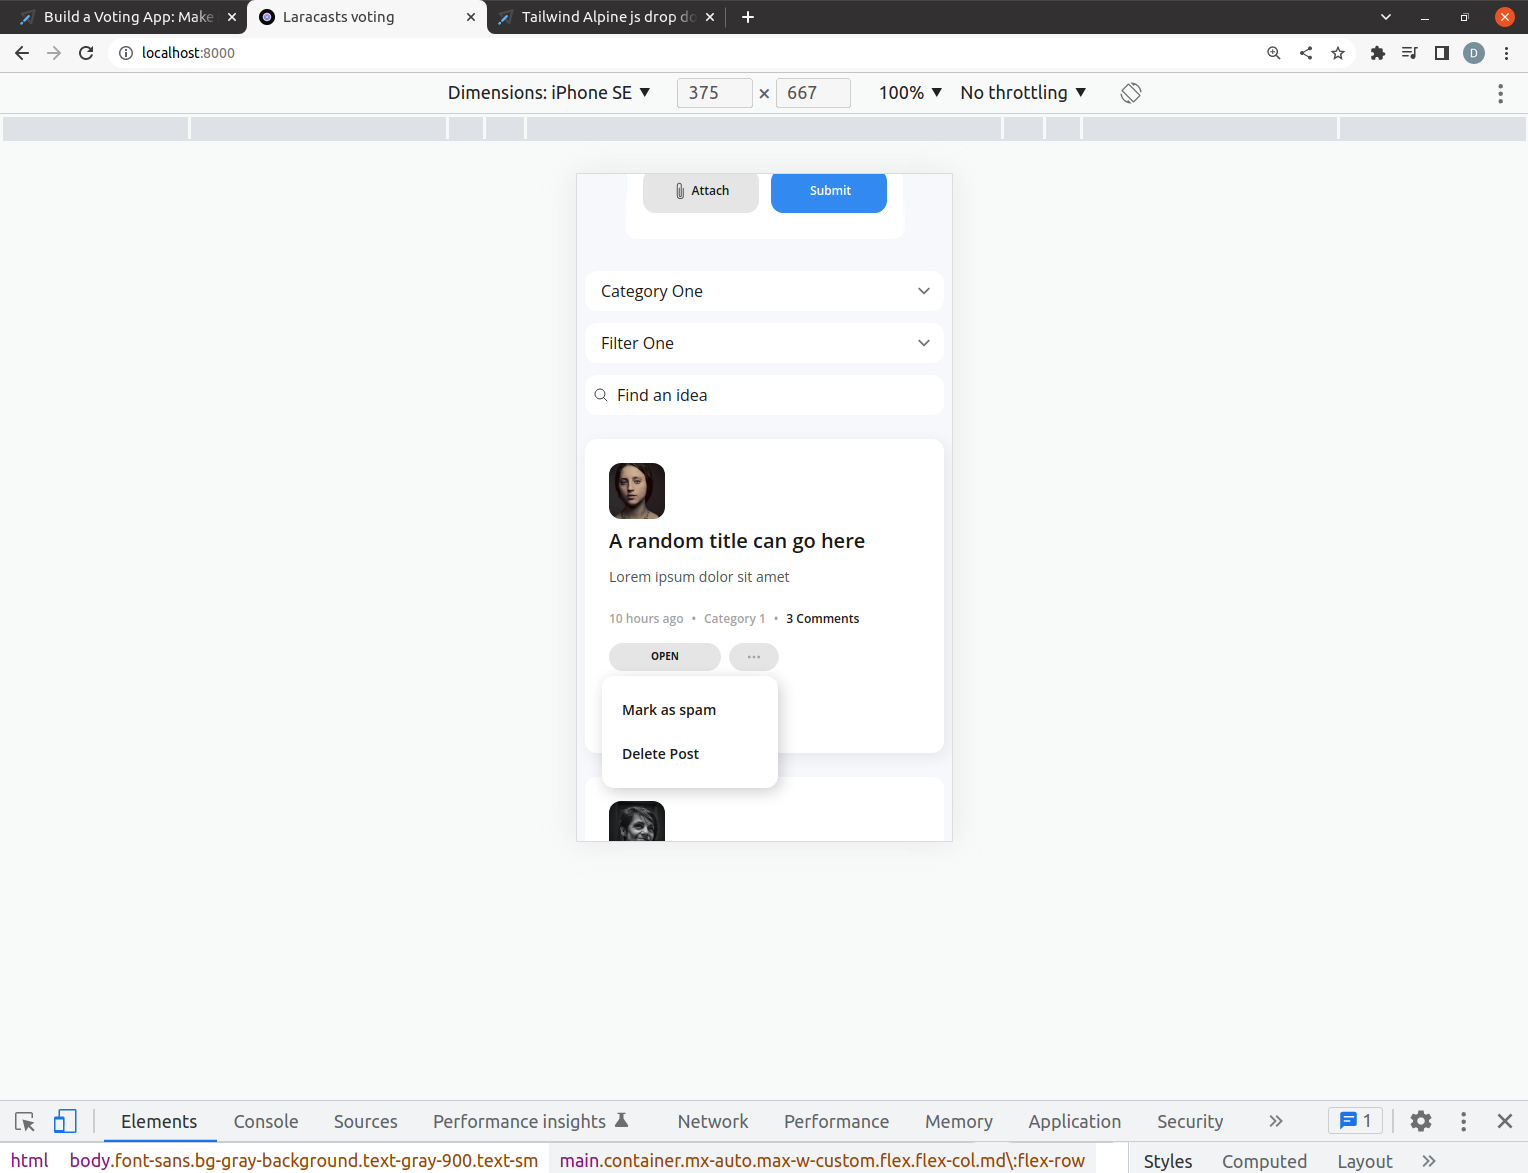 Build a Voting App: Make
Laracasts voting
Tailwind Alpine js drop do
localhost:8000
D
Dimensions: iPhone SE
375 × 667
100%
No throttling
Attach
Submit
Category One
Filter One
Find an idea
A random title can go here
Lorem ipsum dolor sit amet
10 hours ago • Category 1 • 3 Comments
OPEN
Mark as spam
Delete Post
Elements
Console
Sources
Performance insights
Network
Performance
Memory
Application
Security
1
html body.font-sans.bg-gray-background.text-gray-900.text-sm main.container.mx-auto.max-w-custom.flex.flex-col.md\:flex-row
Styles
Computed
Layout